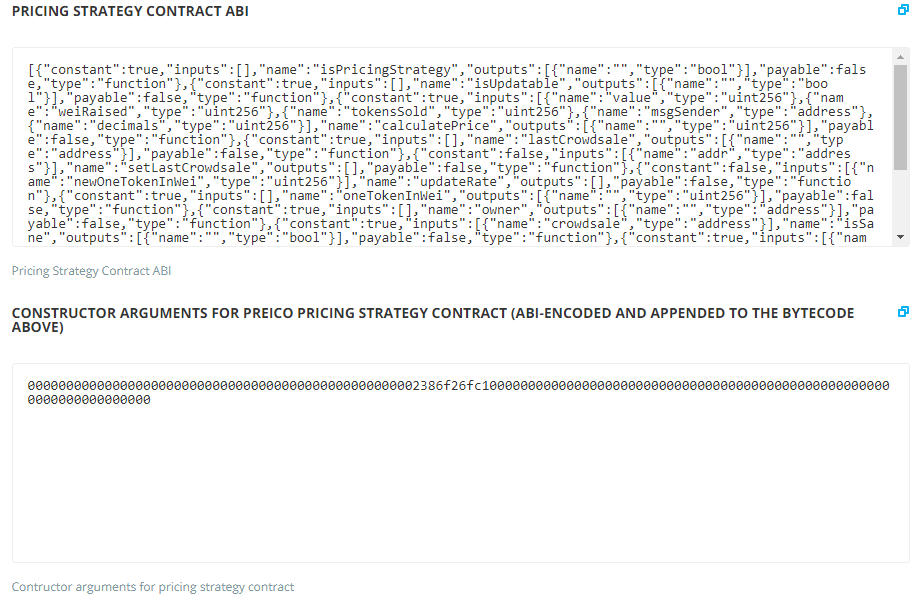 PRICING STRATEGY CONTRACT ABI
[{"constant":true,"inputs":[],"name":"isPricingStrategy","outputs":[{"name":"","type":"bool"}],"payable":fals
e,"type":"function"},{"constant":true,"inputs":[],"name":"isUpdatable","outputs":[{"name":"","type":"boo
l"}],"payable":false,"type":"function"},{"constant":true,"inputs":[{"name":"value","type":"uint256"},{"nam
e":"weiRaised","type":"uint256"},{"name":"tokensSold","type":"uint256"},{"name":"msgSender","type":"address"},
{"name":"decimals","type":"uint256"}],"name":"calculatePrice","outputs":[{"name":"","type":"uint256"}],"payabl
e":false,"type":"function"},{"constant":true,"inputs":[],"name":"lastCrowdsale","outputs":[{"name":"","typ
e":"address"}],"payable":false,"type":"function"},{"constant":false,"inputs":[{"name":"addr","type":"addres
s"}],"name":"setLastCrowdsale","outputs":[],"payable":false,"type":"function"},{"constant":false,"inputs":[{"n
ame":"newOneTokenInWei","type":"uint256"}],"name":"updateRate","outputs":[],"payable":false,"type":"functio
n"},{"constant":true,"inputs":[],"name":"oneTokenInWei","outputs":[{"name":"","type":"uint256"}],"payable":fal
se,"type":"function"},{"constant":true,"inputs":[],"name":"owner","outputs":[{"name":"","type":"address"}],"pa
yable":false,"type":"function"},{"constant":true,"inputs":[{"name":"crowdsale","type":"address"}],"name":"isSa
ne","outputs":[{"name":"","type":"bool"}],"payable":false,"type":"function"},{"constant":true,"inputs":[{"nam
Pricing Strategy Contract ABI
CONSTRUCTOR ARGUMENTS FOR PREICO PRICING STRATEGY CONTRACT (ABI-ENCODED AND APPENDED TO THE BYTECODE
ABOVE)
000000000000000000000000000000000000000000000000002386f26fc10000000000000000000000000000000000000000000000000000
0000000000000000
Contructor arguments for pricing strategy contract